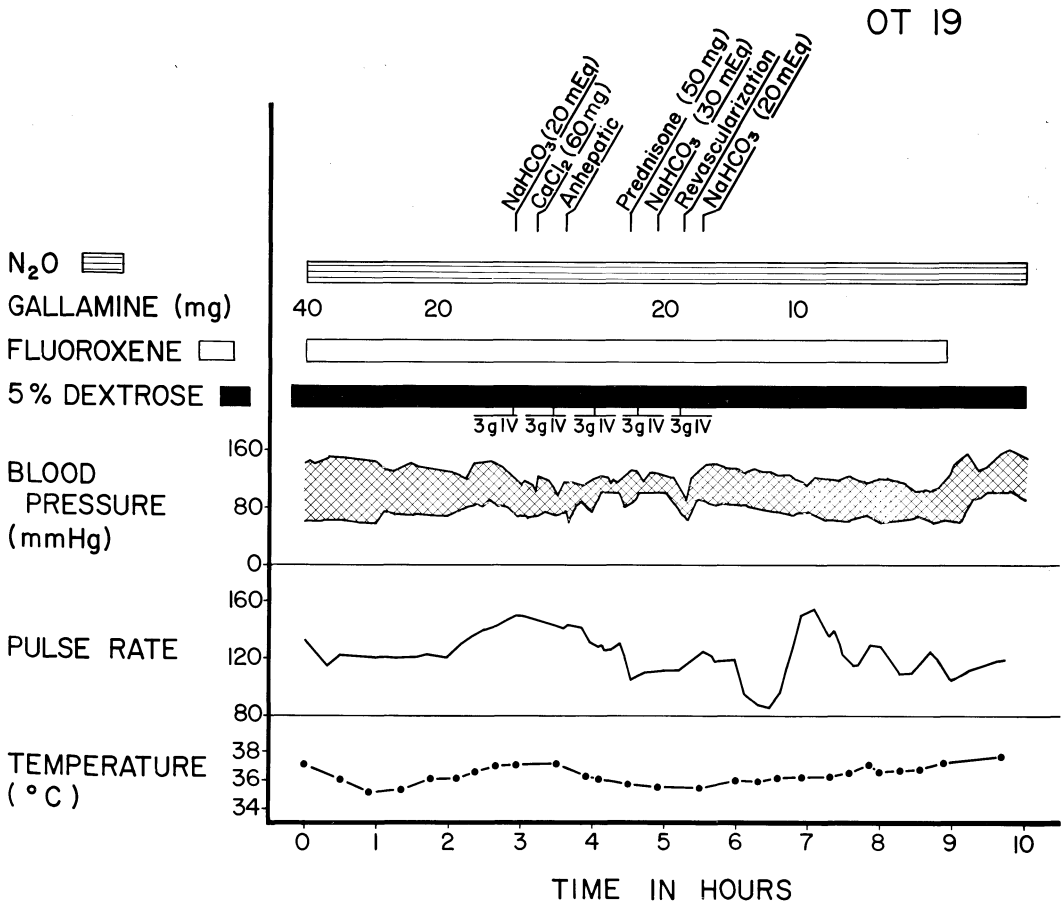 OT 19
NaHCO₃ (20 mEq)
CaCl₂ (60 mg)
Anhepatic
Prednisone (50 mg)
NaHCO₃ (30 mEq)
Revascularization
NaHCO₃ (20 mEq)
N₂O
GALLAMINE (mg) 40 20 20 10
FLUOROXENE
5% DEXTROSE
3g IV 3g IV 3g IV 3g IV 3g IV
BLOOD
PRESSURE
(mmHg)
160
80
0
PULSE RATE
160
120
80
TEMPERATURE
(°C)
38
36
34
0 1 2 3 4 5 6 7 8 9 10
TIME IN HOURS